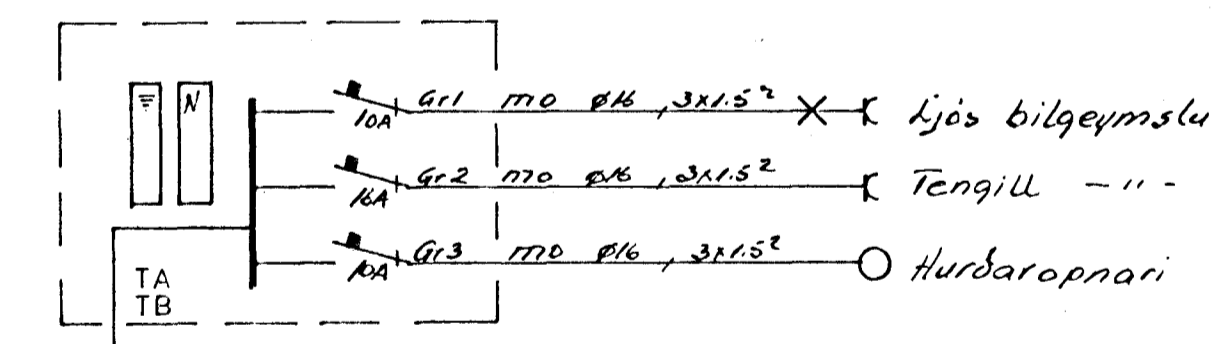 N
Gr1 mo ø16 , 3x1.5² Ljós bílgeymslu
10A
Gr2 mo ø16 , 3x1.5² Tengill - " -
16A
Gr3 mo ø16 , 3x1.5² Hurðaropnari
10A
TA
TB